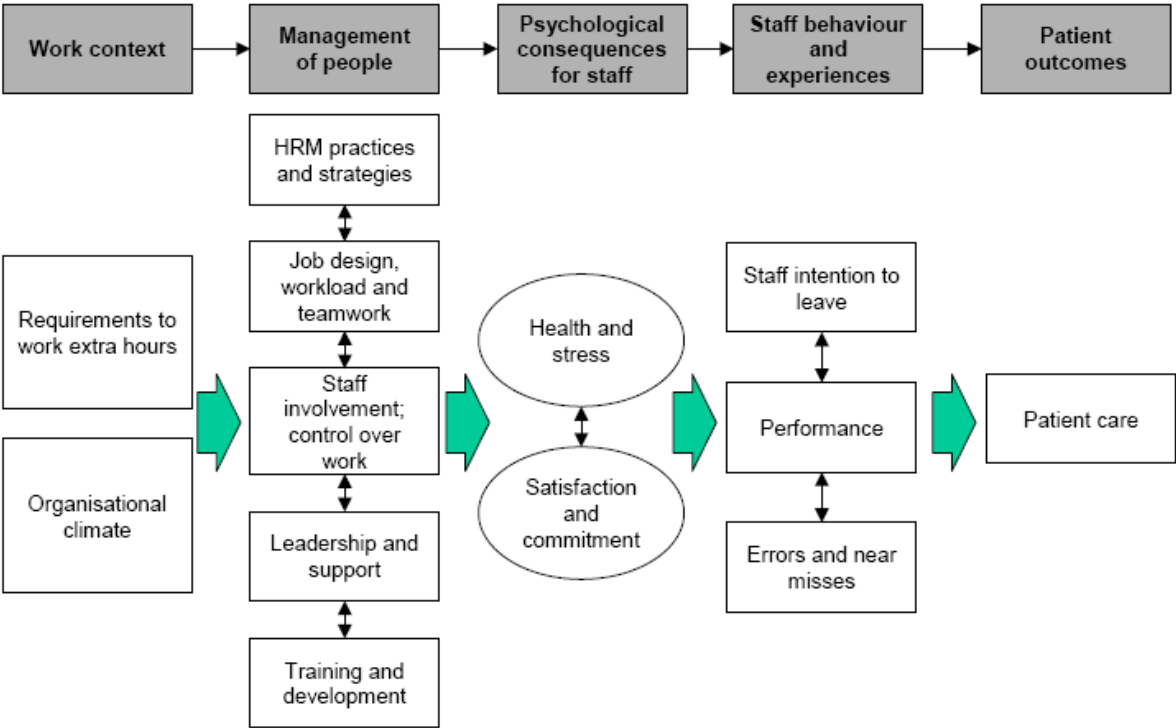 Work context
Management
of people
Psychological
consequences
for staff
Staff behaviour
and
experiences
Patient
outcomes
HRM practices
and strategies
Job design,
workload and
teamwork
Staff
involvement;
control over
work
Leadership and
support
Training and
development
Requirements to
work extra hours
Organisational
climate
Health and
stress
Satisfaction
and
commitment
Staff intention to
leave
Performance
Errors and near
misses
Patient care